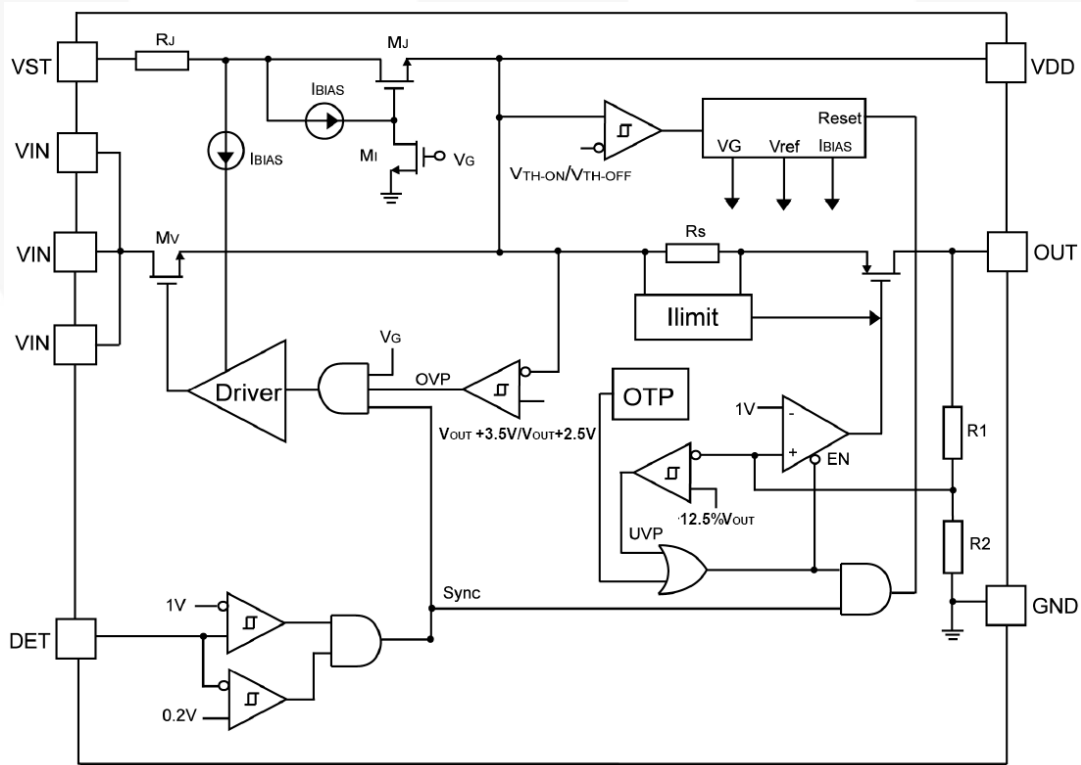 RJ
MJ
VST
VDD
IBIAS
Reset
VIN
IBIAS
MI
VG
VG Vref IBIAS
VTH-ON/VTH-OFF
MV
Rs
VIN
OUT
Ilimit
VIN
VG
Driver
OVP
OTP
1V
-
R1
VOUT +3.5V/VOUT+2.5V
+
EN
-12.5%VOUT
UVP
R2
Sync
1V
GND
DET
0.2V